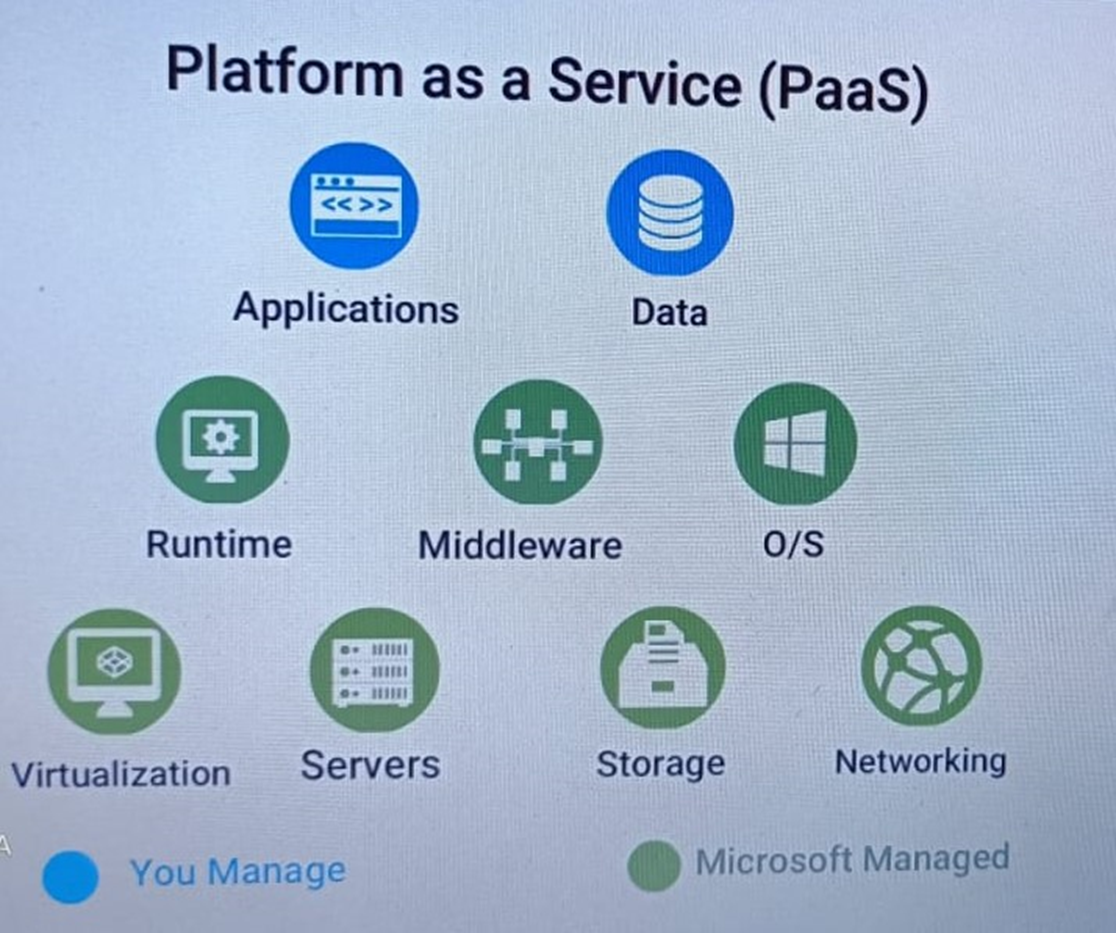 Platform as a Service (PaaS)
<< >>
Applications
Data
Runtime
Middleware
O/S
Virtualization
Servers
Storage
Networking
A
You Manage
Microsoft Managed